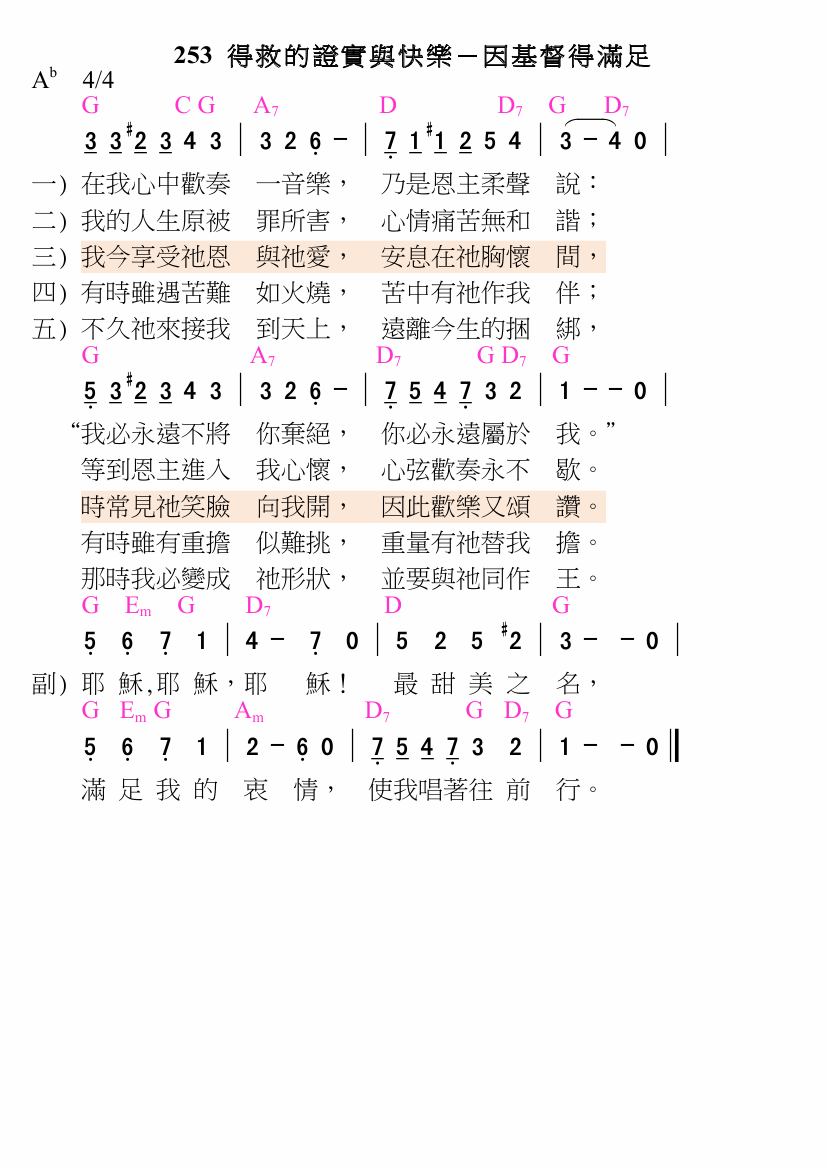 253 得救的證實與快樂－因基督得滿足
A♭ 4/4
G C G A7 D D7 G D7
3 3 #2 3 4 3 | 3 2 6 - | 7 1 #1 2 5 4 | 3 - 4 0 |
一) 在我心中歡奏 一音樂， 乃是恩主柔聲 說：
二) 我的人生原被 罪所害， 心情痛苦無和 諧；
三) 我今享受祂恩 與祂愛， 安息在祂胸懷 間，
四) 有時雖遇苦難 如火燒， 苦中有祂作我 伴；
五) 不久祂來接我 到天上， 遠離今生的捆 綁，
G A7 D7 G D7 G
5 3 #2 3 4 3 | 3 2 6 - | 7 5 4 7 3 2 | 1 - - 0 |
“我必永遠不將 你棄絕， 你必永遠屬於 我。”
等到恩主進入 我心懷， 心弦歡奏永不 歇。
時常見祂笑臉 向我開， 因此歡樂又頌 讚。
有時雖有重擔 似難挑， 重量有祂替我 擔。
那時我必變成 祂形狀， 並要與祂同作 王。
G Em G D7 D G
5 6 7 1 | 4 - 7 0 | 5 2 5 #2 | 3 - - 0 |
副) 耶 穌,耶 穌，耶 穌！ 最 甜 美 之 名，
G Em G Am D7 G D7 G
5 6 7 1 | 2 - 6 0 | 7 5 4 7 3 2 | 1 - - 0 ‖
滿 足 我 的 衷 情， 使我唱著往 前 行。